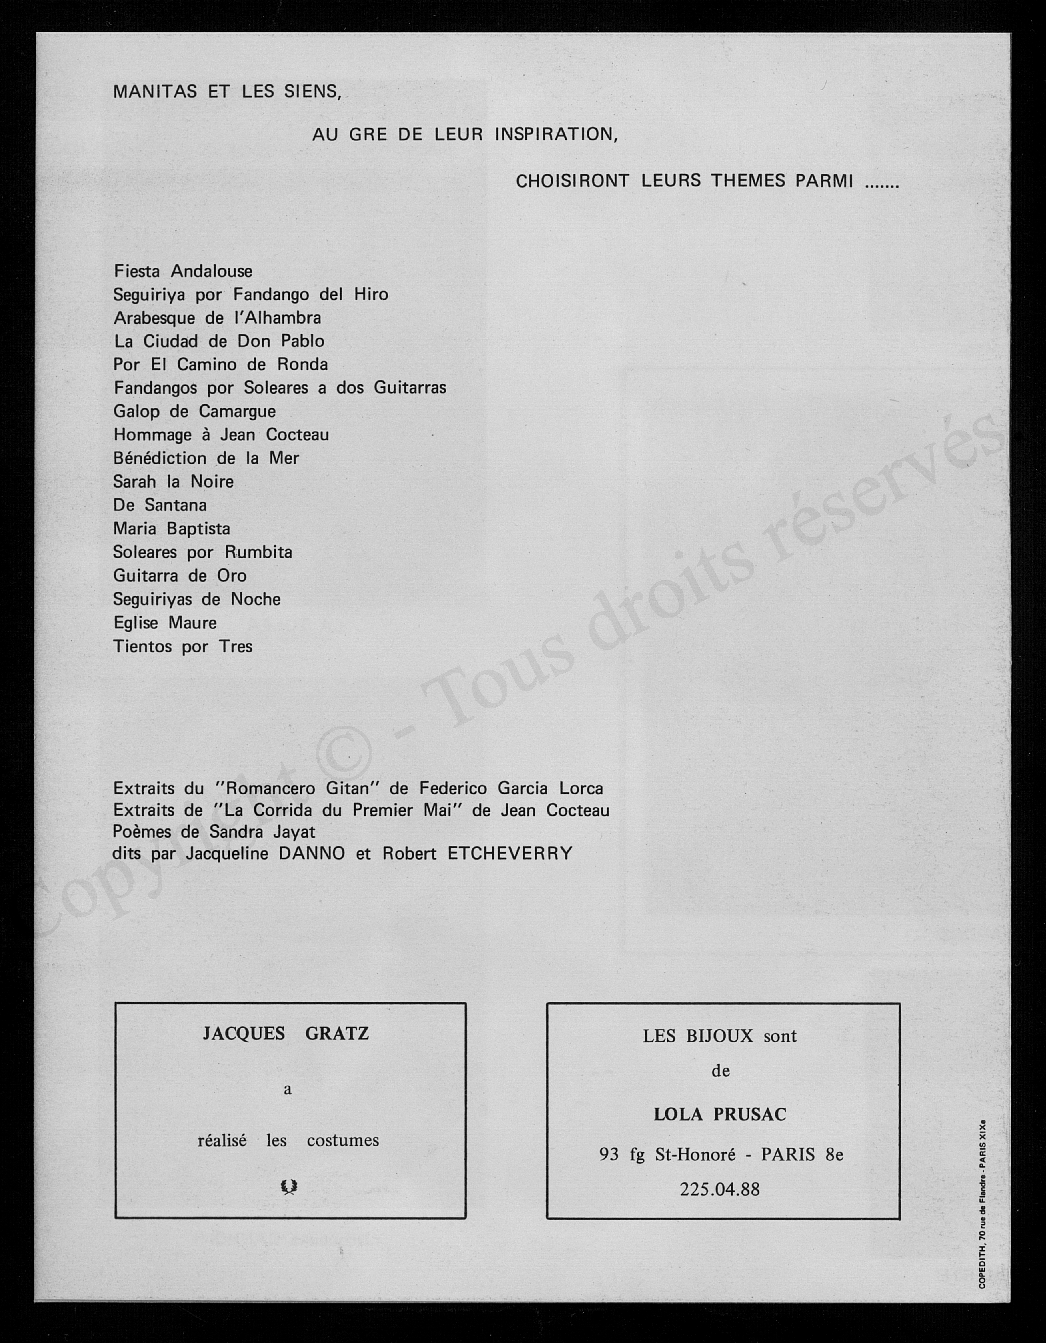 MANITAS ET LES SIENS,
AU GRE DE LEUR INSPIRATION,
CHOISIRONT LEURS THEMES PARMI .......
Fiesta Andalouse
Seguiriya por Fandango del Hiro
Arabesque de l'Alhambra
La Ciudad de Don Pablo
Por El Camino de Ronda
Fandangos por Soleares a dos Guitarras
Galop de Camargue
Hommage à Jean Cocteau
Bénédiction de la Mer
Sarah la Noire
De Santana
Maria Baptista
Soleares por Rumbita
Guitarra de Oro
Seguiriyas de Noche
Eglise Maure
Tientos por Tres
Extraits du "Romancero Gitan" de Federico Garcia Lorca
Extraits de "La Corrida du Premier Mai" de Jean Cocteau
Poèmes de Sandra Jayat
dits par Jacqueline DANNO et Robert ETCHEVERRY
JACQUES GRATZ
a
réalisé les costumes
LES BIJOUX sont
de
LOLA PRUSAC
93 fg St-Honoré - PARIS 8e
225.04.88
COPEDITH, 70 rue de Flandre - PARIS XIXe
Copyright © - Tous droits réservés